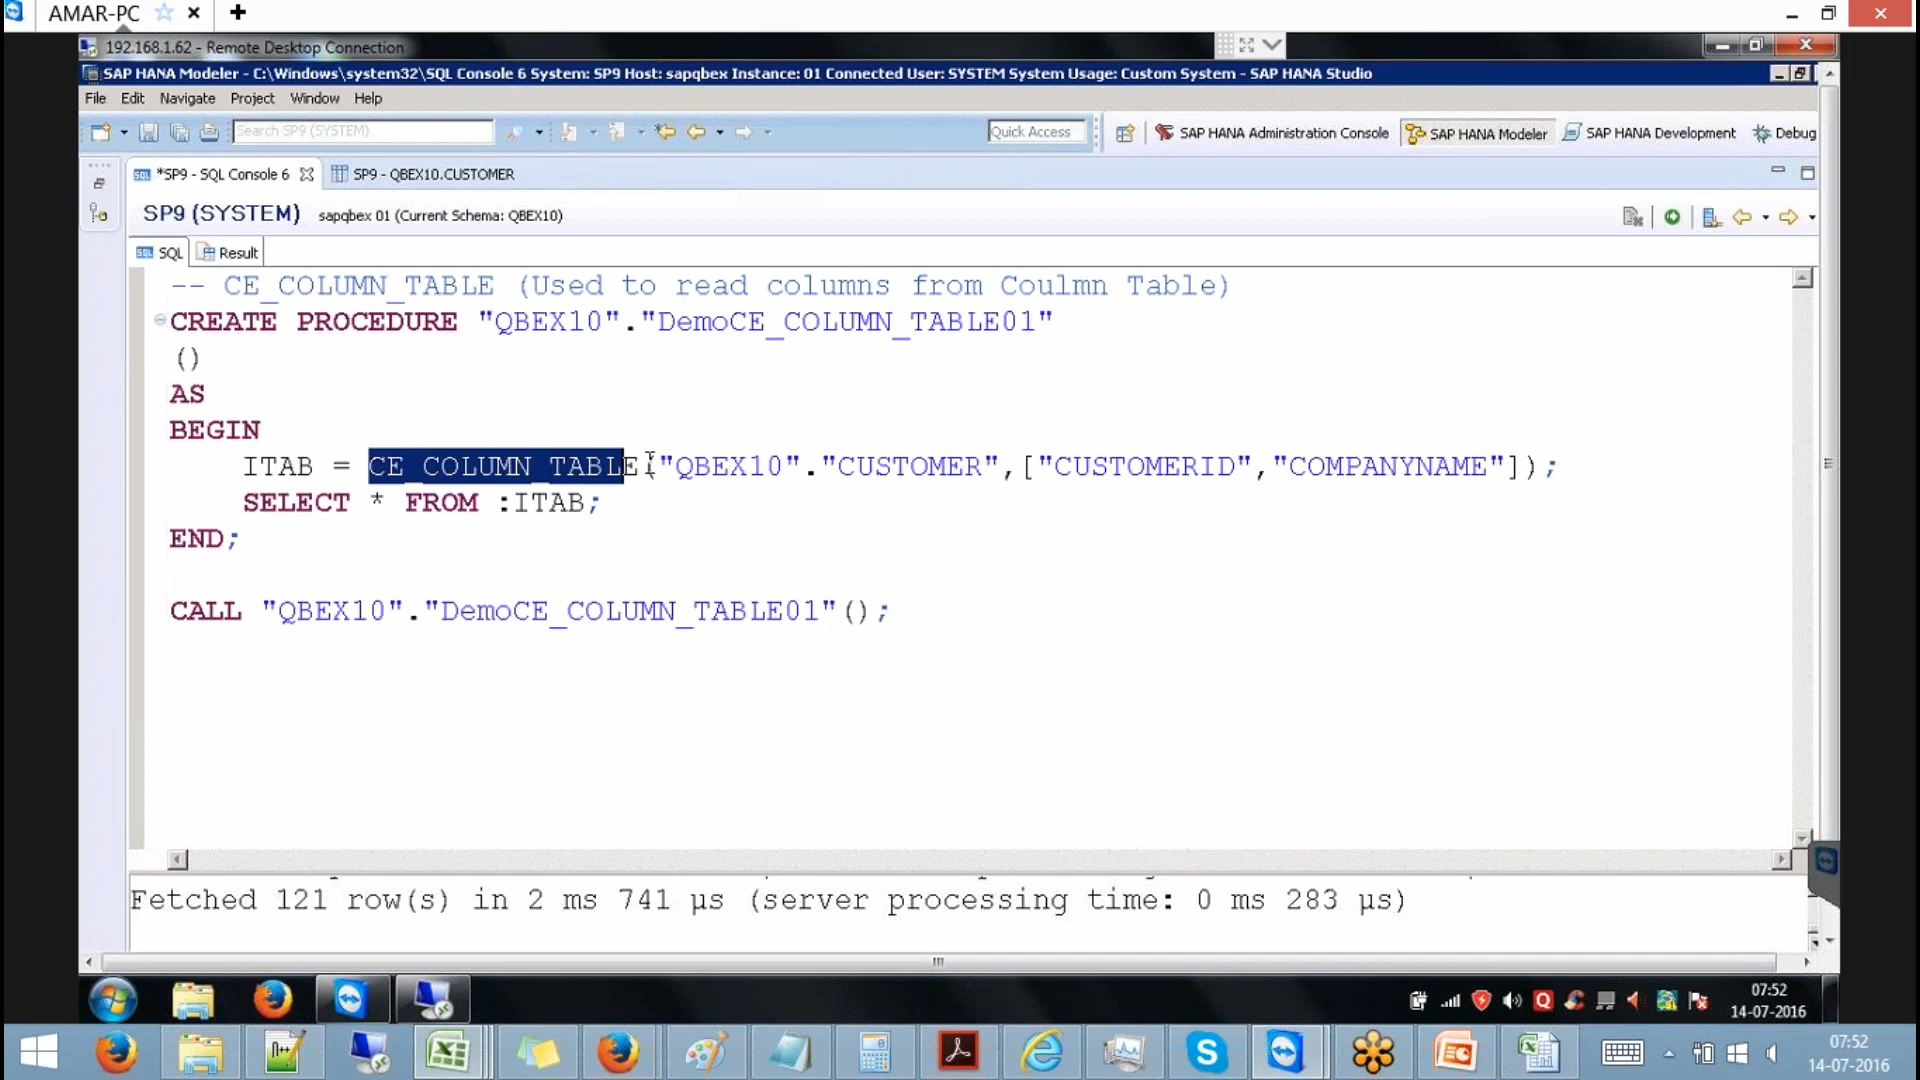 AMAR-PC
192.168.1.62 - Remote Desktop Connection
SAP HANA Modeler - C:\Windows\system32\SQL Console 6 System: SP9 Host: sapqbex Instance: 01 Connected User: SYSTEM System Usage: Custom System - SAP HANA Studio
File Edit Navigate Project Window Help
Search SP9 (SYSTEM)
Quick Access
SAP HANA Administration Console
SAP HANA Modeler
SAP HANA Development
Debug
*SP9 - SQL Console 6
SP9 - QBEX10.CUSTOMER
SP9 (SYSTEM) sapqbex 01 (Current Schema: QBEX10)
SQL Result
-- CE_COLUMN_TABLE (Used to read columns from Coulmn Table)
CREATE PROCEDURE "QBEX10"."DemoCE_COLUMN_TABLE01"
()
AS
BEGIN
ITAB = CE_COLUMN_TABLE("QBEX10"."CUSTOMER",["CUSTOMERID","COMPANYNAME"]);
SELECT * FROM :ITAB;
END;
CALL "QBEX10"."DemoCE_COLUMN_TABLE01"();
Fetched 121 row(s) in 2 ms 741 µs (server processing time: 0 ms 283 µs)
07:52
14-07-2016
07:52
14-07-2016